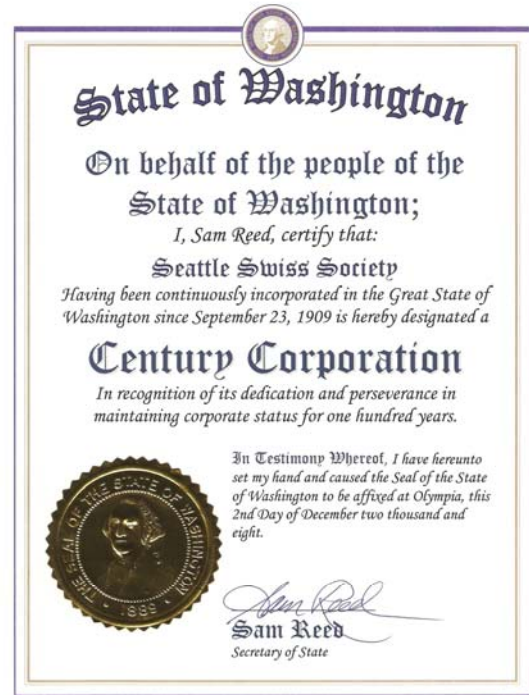 State of Washington
On behalf of the people of the
State of Washington;
I, Sam Reed, certify that:
Seattle Swiss Society
Having been continuously incorporated in the Great State of
Washington since September 23, 1909 is hereby designated a
Century Corporation
In recognition of its dedication and perseverance in
maintaining corporate status for one hundred years.
In Testimony Whereof, I have hereunto
set my hand and caused the Seal of the State
of Washington to be affixed at Olympia, this
2nd Day of December two thousand and
eight.
THE SEAL OF THE STATE OF WASHINGTON
1889
Sam Reed
Sam Reed
Secretary of State